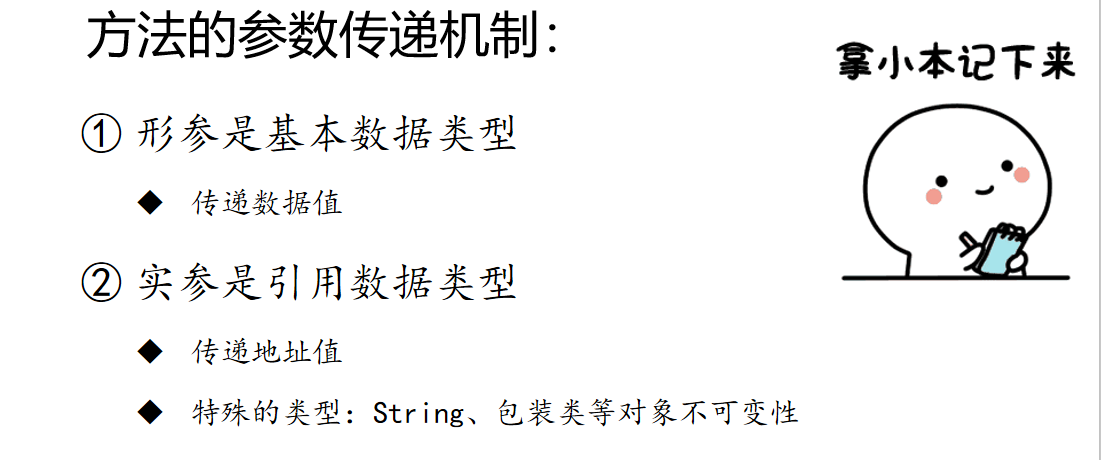 方法的参数传递机制：
拿小本记下来
① 形参是基本数据类型
◆ 传递数据值
② 实参是引用数据类型
◆ 传递地址值
◆ 特殊的类型：String、包装类等对象不可变性